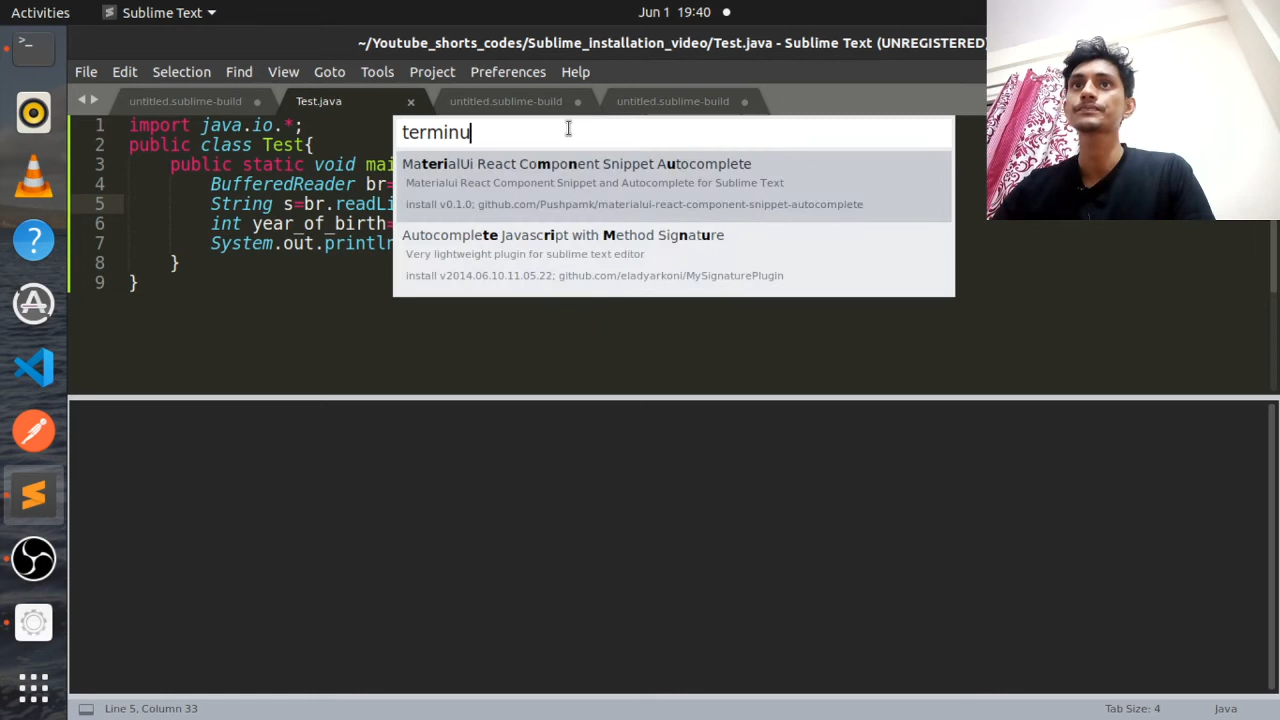 Activities
Sublime Text
Jun 1 19:40
~/Youtube_shorts_codes/Sublime_installation_video/Test.java - Sublime Text (UNREGISTERED)
File Edit Selection Find View Goto Tools Project Preferences Help
untitled.sublime-build
Test.java
untitled.sublime-build
untitled.sublime-build
terminu
MaterialUi React Component Snippet Autocomplete
Materialui React Component Snippet and Autocomplete for Sublime Text
install v0.1.0; github.com/Pushpamk/materialui-react-component-snippet-autocomplete
Autocomplete Javascript with Method Signature
Very lightweight plugin for sublime text editor
install v2014.06.10.11.05.22; github.com/eladyarkoni/MySignaturePlugin
1 import java.io.*;
2 public class Test{
3 public static void mai
4 BufferedReader br=
5 String s=br.readLi
6 int year_of_birth=
7 System.out.println
8 }
9 }
Line 5, Column 33
Tab Size: 4
Java